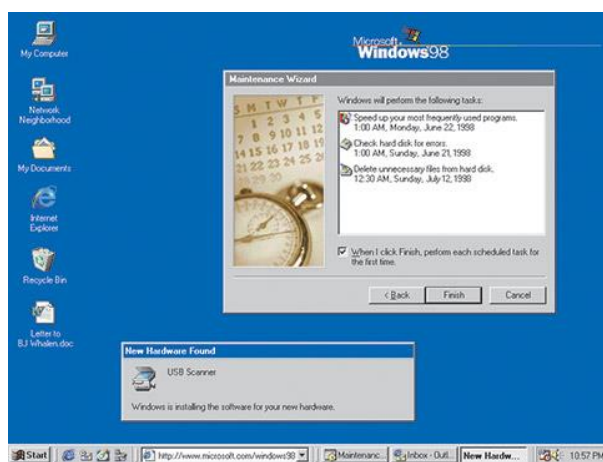 My Computer
Network
Neighborhood
My Documents
Internet
Explorer
Recycle Bin
Letter to
BJ Whalen.doc
Microsoft
Windows98
Maintenance Wizard
S M T W T F
1 2 3 4 5
7 8 9 10 11 12
14 15 16 17 18 19
21 22 23 24 25 26
28 29 30
Windows will perform the following tasks:
Speed up your most frequently used programs.
1:00 AM, Monday, June 22, 1998
Check hard disk for errors.
1:00 AM, Sunday, June 21, 1998
Delete unnecessary files from hard disk.
12:30 AM, Sunday, July 12, 1998
When I click Finish, perform each scheduled task for
the first time.
< Back Finish Cancel
New Hardware Found
USB Scanner
Windows is installing the software for your new hardware.
Start http://www.microsoft.com/windows98 Maintenanc... Inbox - Outl... New Hardw... 10:57 PM